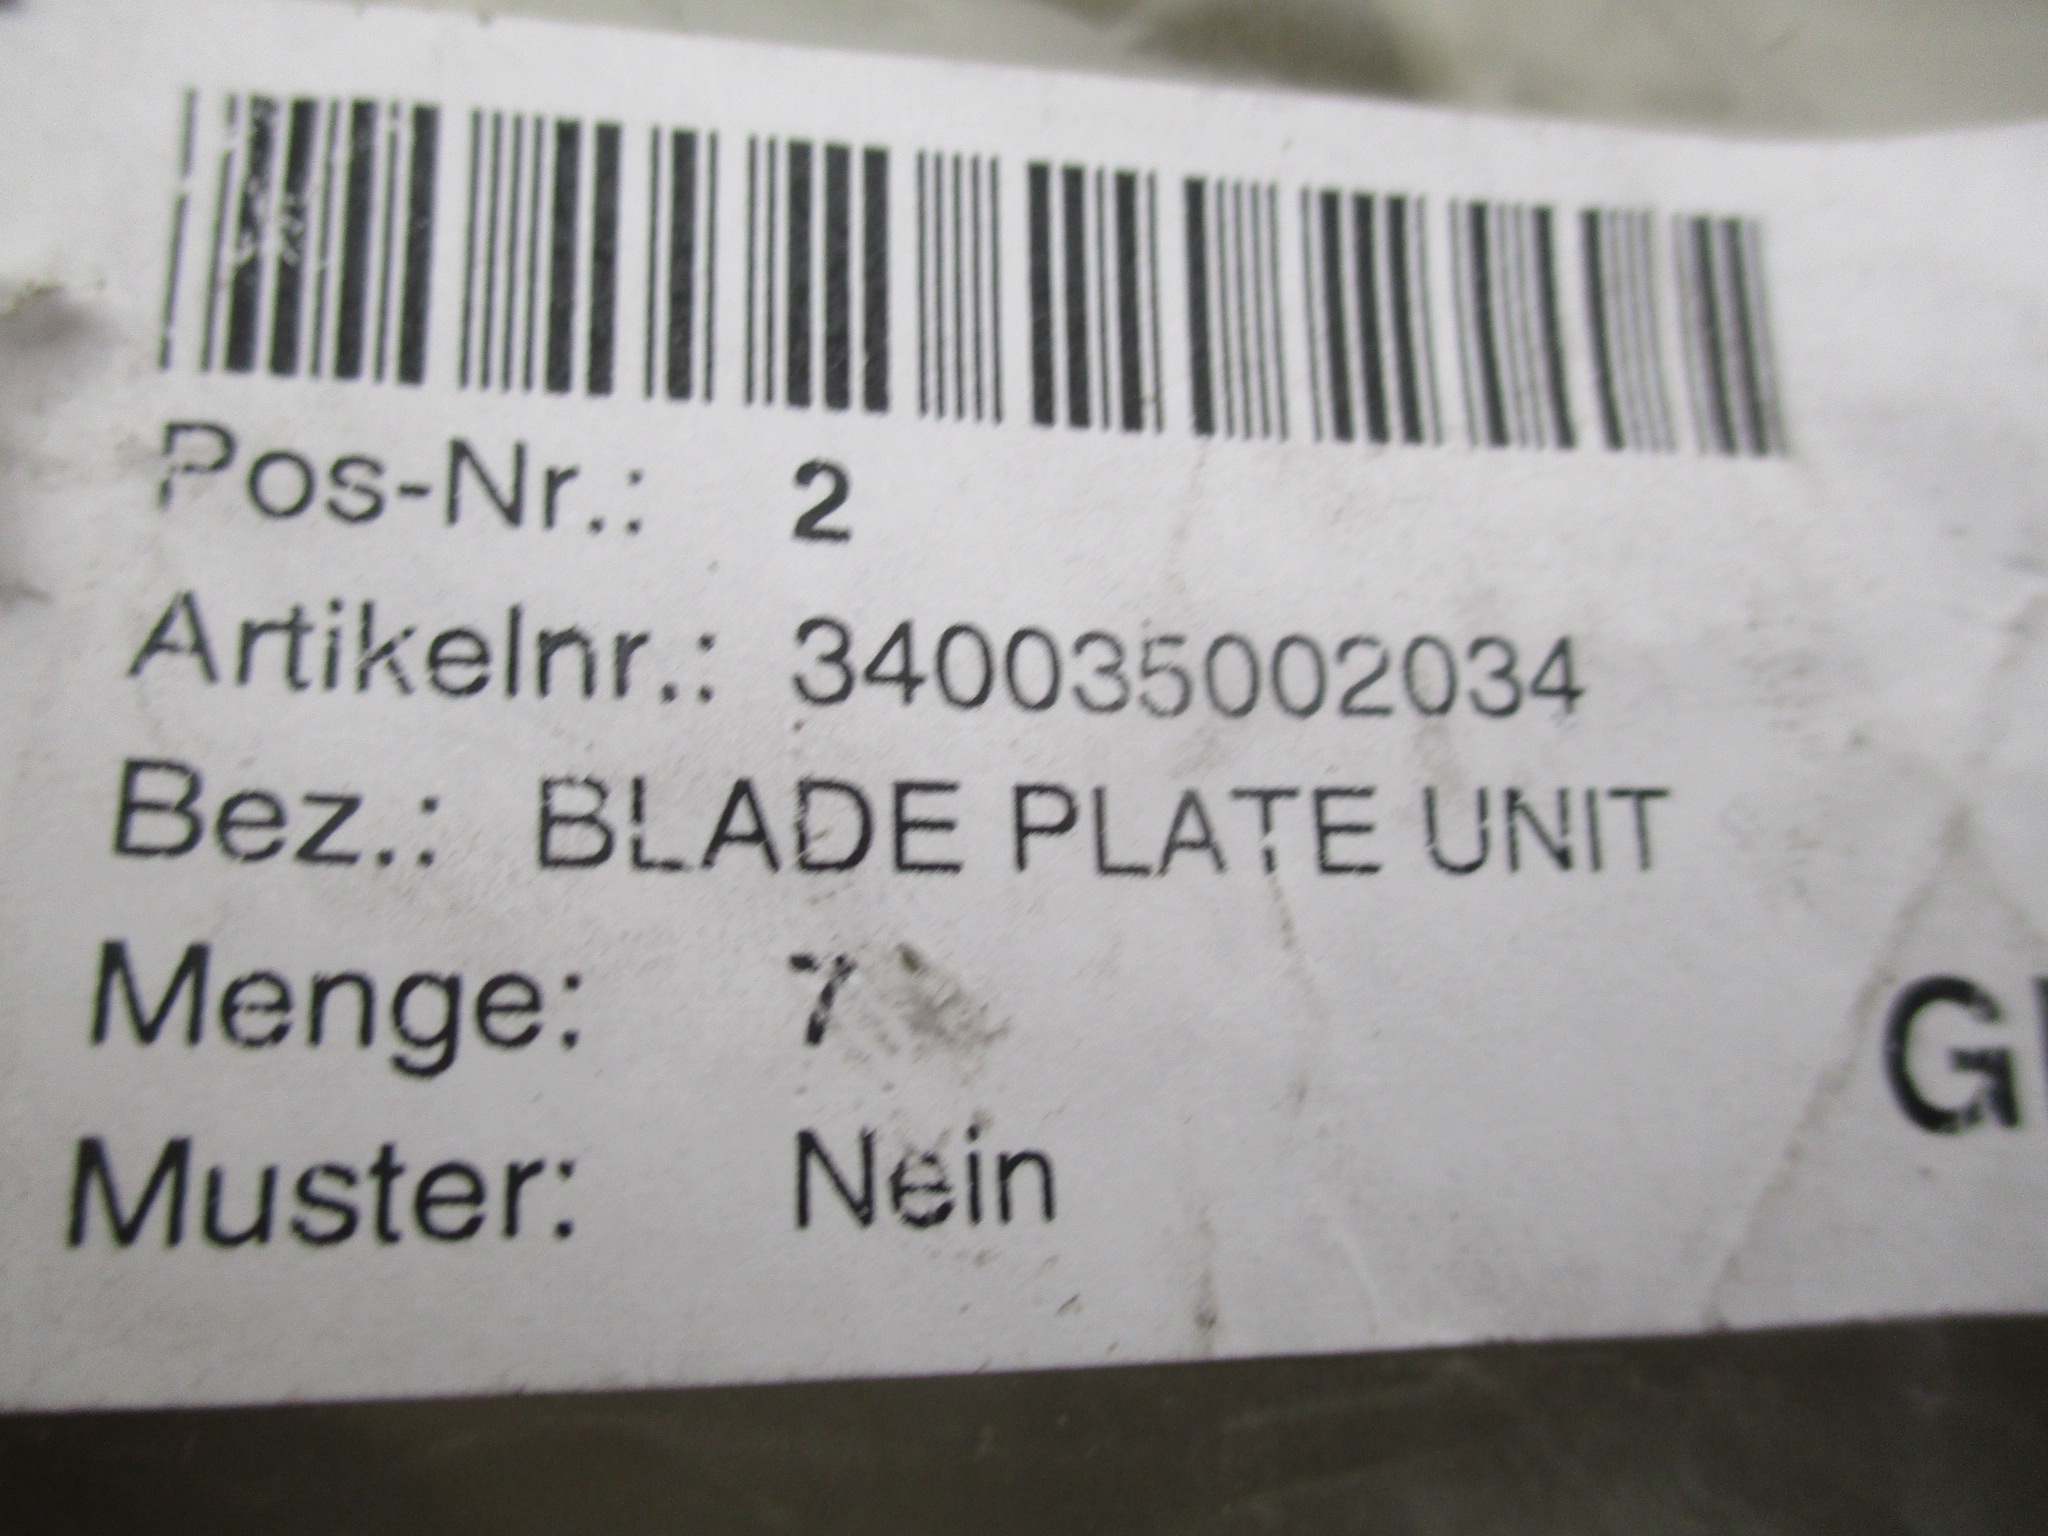 Pos-Nr.: 2
Artikelnr.: 340035002034
Bez.: BLADE PLATE UNIT
Menge: 7
Muster: Nein